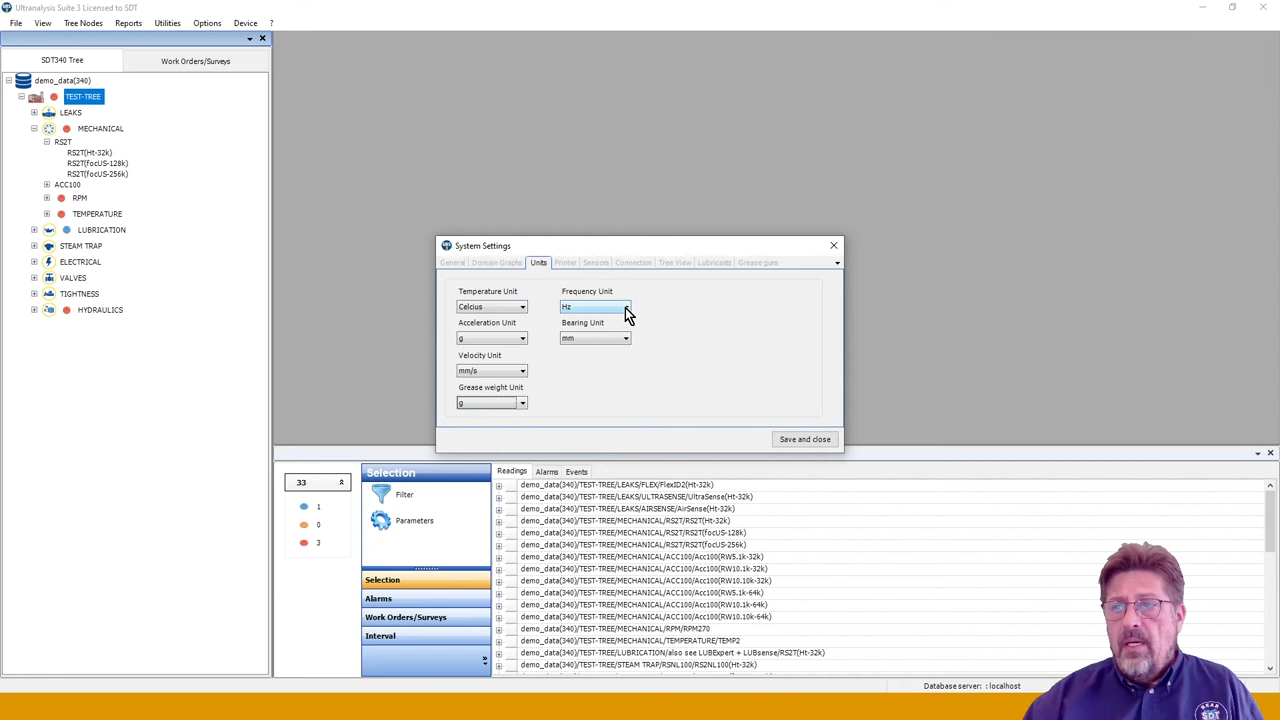 Ultranalysis Suite 3 Licensed to SDT
File View Tree Nodes Reports Utilities Options Device ?
SDT340 Tree Work Orders/Surveys
demo_data(340)
TEST-TREE
LEAKS
MECHANICAL
RS2T
RS2T(Ht-32k)
RS2T(focUS-128k)
RS2T(focUS-256k)
ACC100
RPM
TEMPERATURE
LUBRICATION
STEAM TRAP
ELECTRICAL
VALVES
TIGHTNESS
HYDRAULICS
System Settings
General Domain Graphs Units Printer Sensors Connection Tree View Lubricants Grease guns
Temperature Unit Frequency Unit
Celcius Hz
Acceleration Unit Bearing Unit
g mm
Velocity Unit
mm/s
Grease weight Unit
g
Save and close
33
1
0
3
Selection
Filter
Parameters
Selection
Alarms
Work Orders/Surveys
Interval
Readings Alarms Events
demo_data(340)/TEST-TREE/LEAKS/FLEX/FlexID2(Ht-32k)
demo_data(340)/TEST-TREE/LEAKS/ULTRASENSE/UltraSense(Ht-32k)
demo_data(340)/TEST-TREE/LEAKS/AIRSENSE/AirSense(Ht-32k)
demo_data(340)/TEST-TREE/MECHANICAL/RS2T/RS2T(Ht-32k)
demo_data(340)/TEST-TREE/MECHANICAL/RS2T/RS2T(focUS-128k)
demo_data(340)/TEST-TREE/MECHANICAL/RS2T/RS2T(focUS-256k)
demo_data(340)/TEST-TREE/MECHANICAL/ACC100/Acc100(RW5.1k-32k)
demo_data(340)/TEST-TREE/MECHANICAL/ACC100/Acc100(RW10.1k-32k)
demo_data(340)/TEST-TREE/MECHANICAL/ACC100/Acc100(RW10.10k-32k)
demo_data(340)/TEST-TREE/MECHANICAL/ACC100/Acc100(RW5.1k-64k)
demo_data(340)/TEST-TREE/MECHANICAL/ACC100/Acc100(RW10.1k-64k)
demo_data(340)/TEST-TREE/MECHANICAL/ACC100/Acc100(RW10.10k-64k)
demo_data(340)/TEST-TREE/MECHANICAL/RPM/RPM270
demo_data(340)/TEST-TREE/MECHANICAL/TEMPERATURE/TEMP2
demo_data(340)/TEST-TREE/LUBRICATION/also see LUBExpert + LUBsense/RS2T(Ht-32k)
demo_data(340)/TEST-TREE/STEAM TRAP/RSNL100/RS2NL100(Ht-32k)
Database server: : localhost
SDT